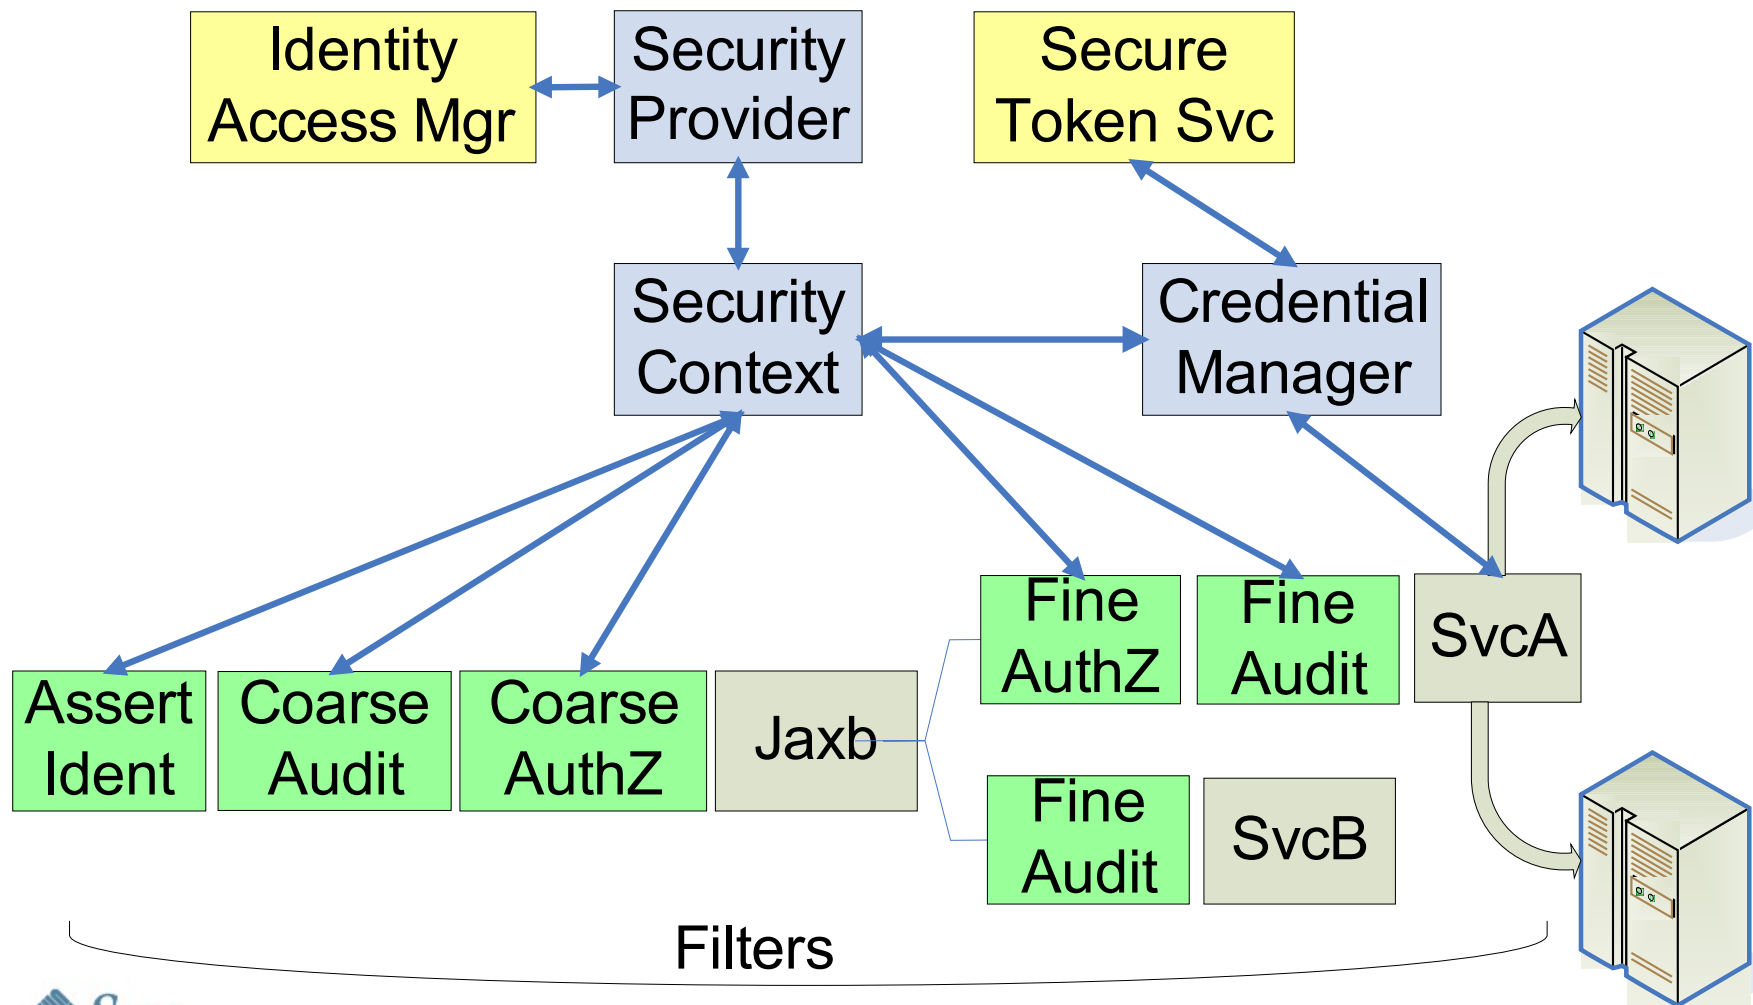 Identity
Access Mgr
Security
Provider
Secure
Token Svc
Security
Context
Credential
Manager
Fine
AuthZ
Fine
Audit
SvcA
Assert
Ident
Coarse
Audit
Coarse
AuthZ
Jaxb
Fine
Audit
SvcB
Filters